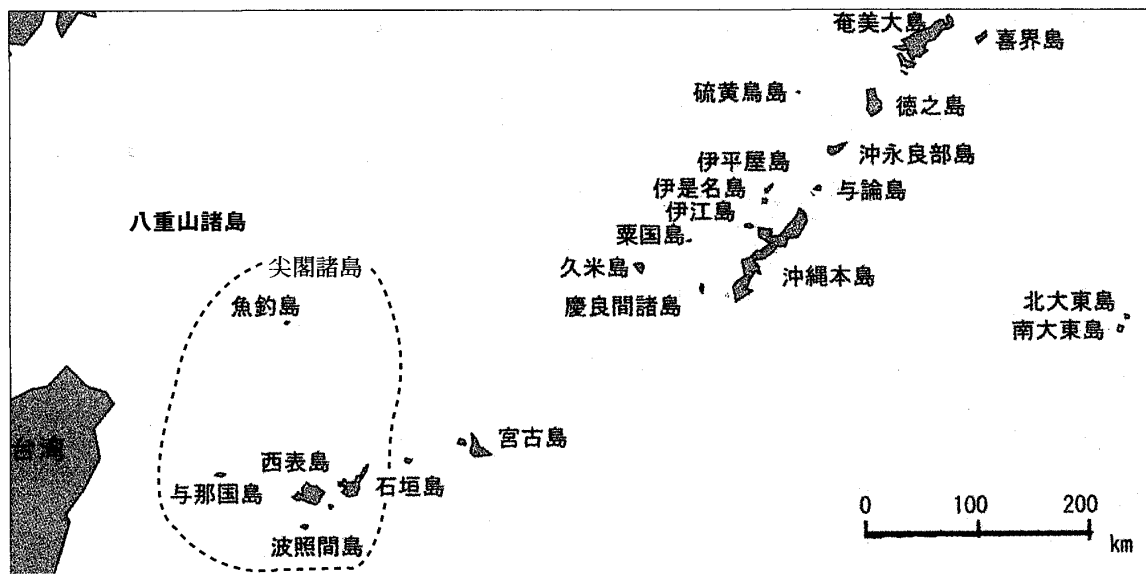 奄美大島
喜界島
硫黄鳥島
徳之島
沖永良部島
伊平屋島
伊是名島
与論島
伊江島
八重山諸島
粟国島
尖閣諸島
久米島
沖縄本島
慶良間諸島
魚釣島
北大東島
南大東島
台湾
宮古島
西表島
石垣島
与那国島
波照間島
0 100 200
km